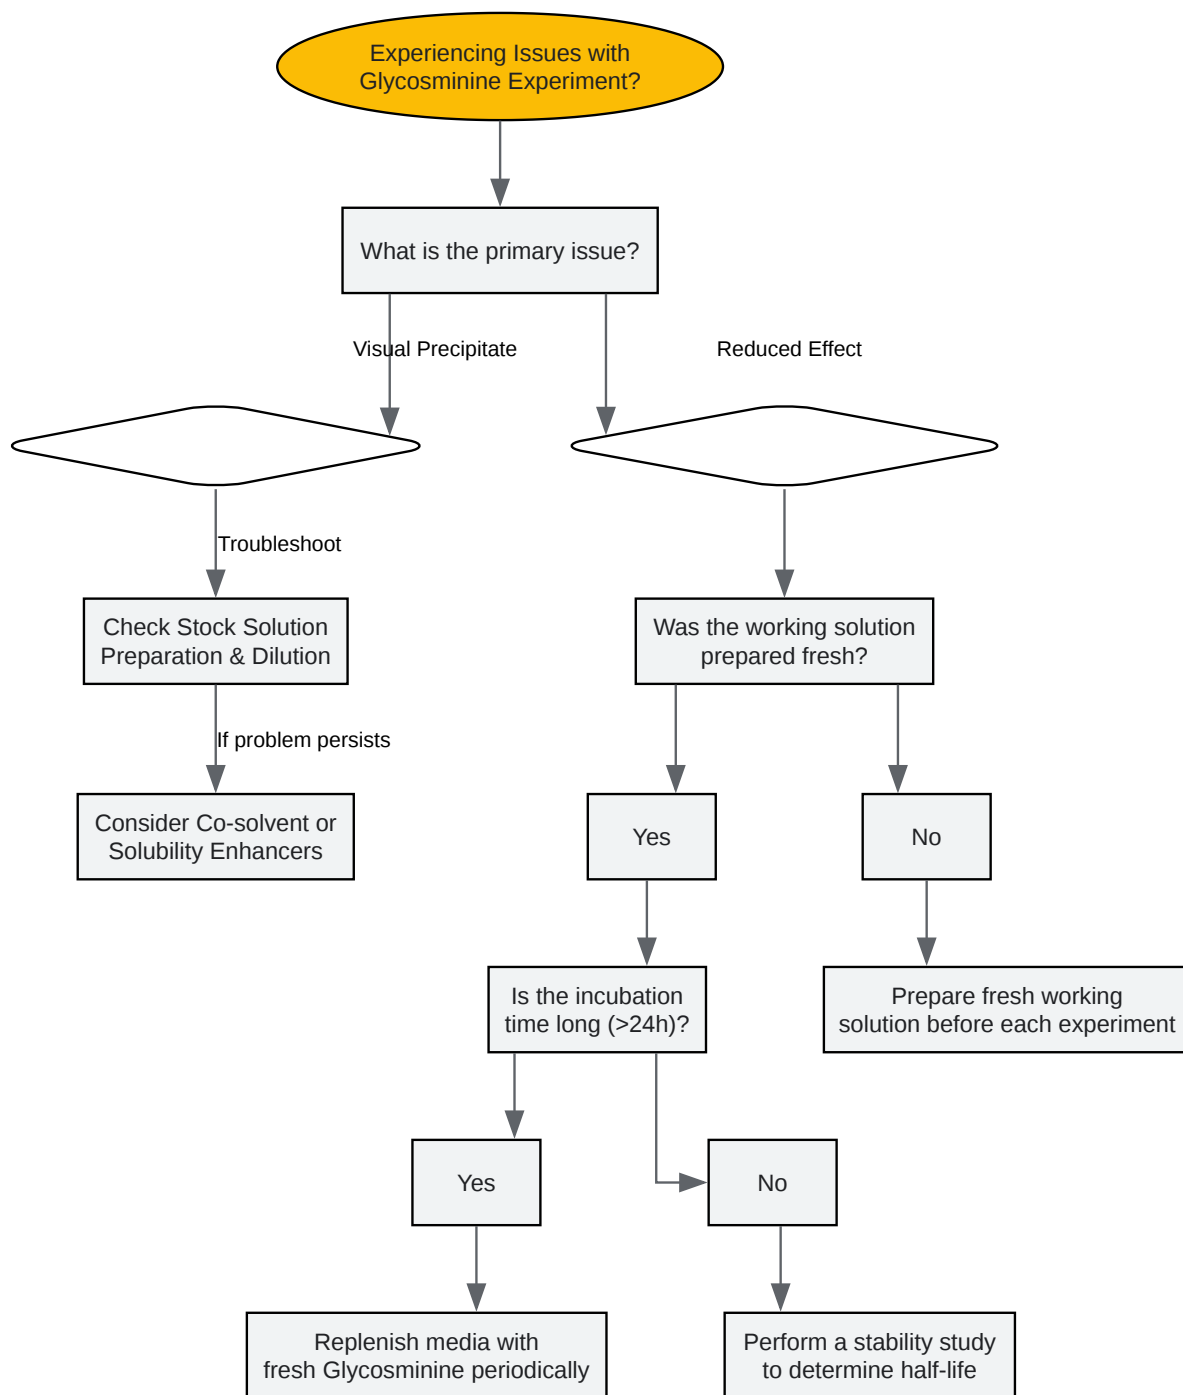 Experiencing Issues with
Glycosminine Experiment?
What is the primary issue?
Visual Precipitate
Reduced Effect
Troubleshoot
Check Stock Solution
Preparation & Dilution
Was the working solution
prepared fresh?
If problem persists
Consider Co-solvent or
Solubility Enhancers
Yes
No
Is the incubation
time long (>24h)?
Prepare fresh working
solution before each experiment
Yes
No
Replenish media with
fresh Glycosminine periodically
Perform a stability study
to determine half-life